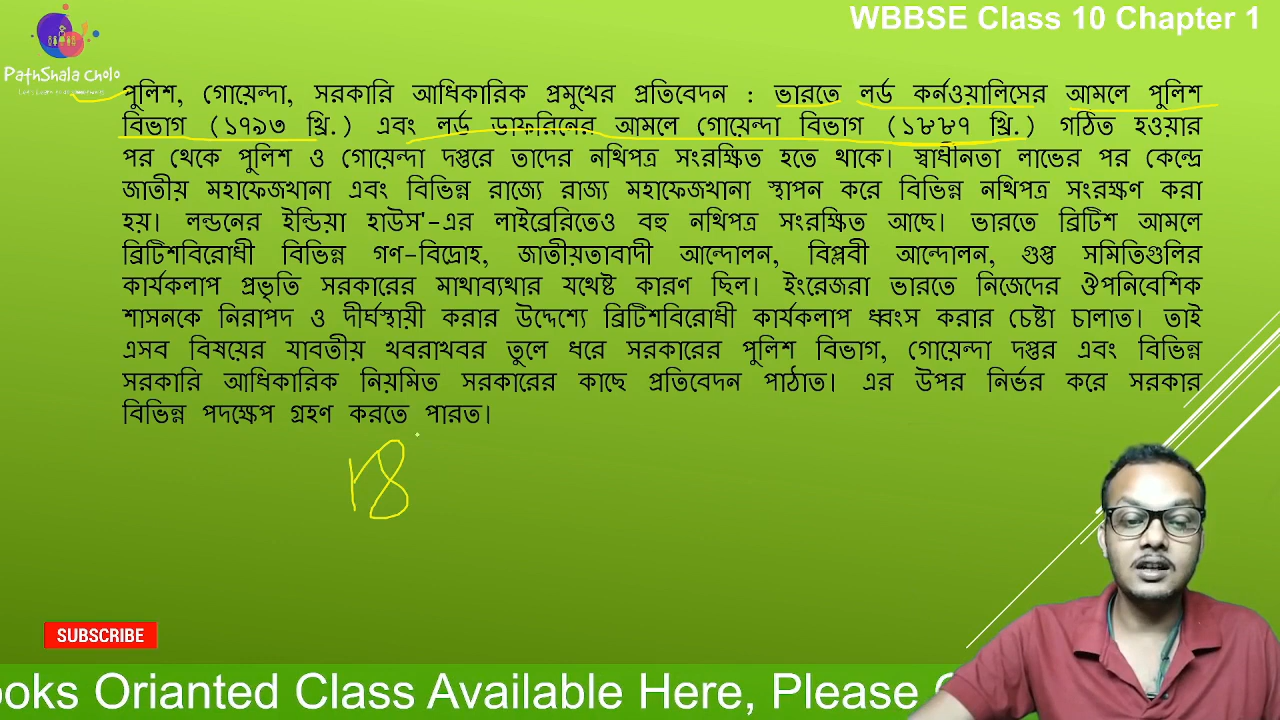 WBBSE Class 10 Chapter 1
PathShala Cholo
পুলিশ, গোয়েন্দা, সরকারি আধিকারিক প্রমুখের প্রতিবেদন : ভারতে লর্ড কর্নওয়ালিসের আমলে পুলিশ
বিভাগ (১৭৯৩ খ্রি.) এবং লর্ড ডাফরিনের আমলে গোয়েন্দা বিভাগ (১৮৮৭ খ্রি.) গঠিত হওয়ার
পর থেকে পুলিশ ও গোয়েন্দা দপ্তরে তাদের নথিপত্র সংরক্ষিত হতে থাকে। স্বাধীনতা লাভের পর কেন্দ্রে
জাতীয় মহাফেজখানা এবং বিভিন্ন রাজ্যে রাজ্য মহাফেজখানা স্থাপন করে বিভিন্ন নথিপত্র সংরক্ষণ করা
হয়। লন্ডনের ইন্ডিয়া হাউস'-এর লাইব্রেরিতেও বহু নথিপত্র সংরক্ষিত আছে। ভারতে ব্রিটিশ আমলে
ব্রিটিশবিরোধী বিভিন্ন গণ-বিদ্রোহ, জাতীয়তাবাদী আন্দোলন, বিপ্লবী আন্দোলন, গুপ্ত সমিতিগুলির
কার্যকলাপ প্রভৃতি সরকারের মাথাব্যথার যথেষ্ট কারণ ছিল। ইংরেজরা ভারতে নিজেদের ঔপনিবেশিক
শাসনকে নিরাপদ ও দীর্ঘস্থায়ী করার উদ্দেশ্যে ব্রিটিশবিরোধী কার্যকলাপ ধ্বংস করার চেষ্টা চালাত। তাই
এসব বিষয়ের যাবতীয় খবরাখবর তুলে ধরে সরকারের পুলিশ বিভাগ, গোয়েন্দা দপ্তর এবং বিভিন্ন
সরকারি আধিকারিক নিয়মিত সরকারের কাছে প্রতিবেদন পাঠাত। এর উপর নির্ভর করে সরকার
বিভিন্ন পদক্ষেপ গ্রহণ করতে পারত।
18
SUBSCRIBE
ooks Orianted Class Available Here, Please